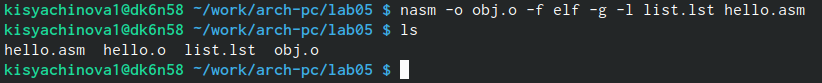 kisyachinova1@dk6n58 ~/work/arch-pc/lab05 $ nasm -o obj.o -f elf -g -l list.lst hello.asm
kisyachinova1@dk6n58 ~/work/arch-pc/lab05 $ ls
hello.asm  hello.o  list.lst  obj.o
kisyachinova1@dk6n58 ~/work/arch-pc/lab05 $